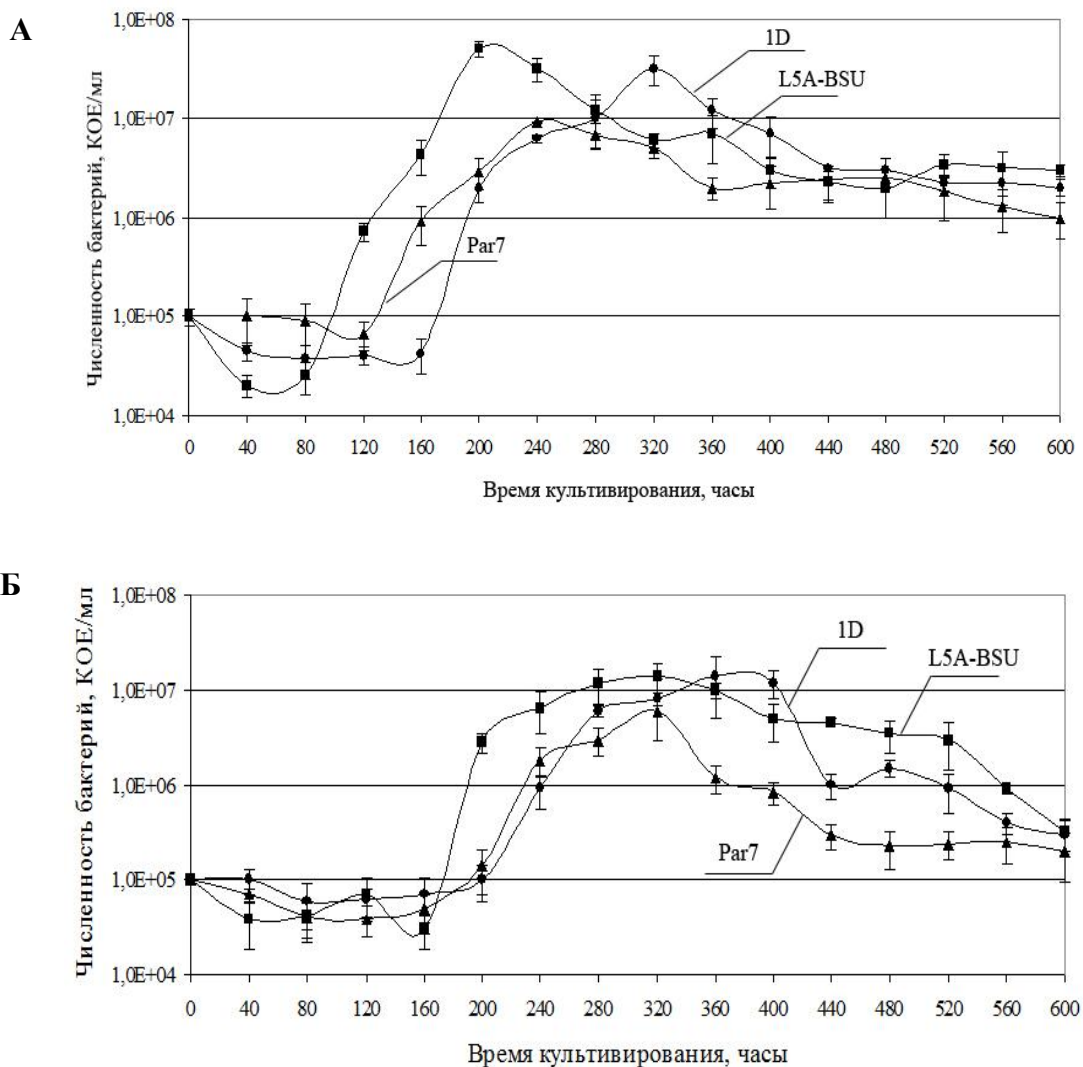 А
1,0E+08
1D
L5A-BSU
1,0E+07
1,0E+06
Par7
1,0E+05
1,0E+04
Численность бактерий, КОЕ/мл
0 40 80 120 160 200 240 280 320 360 400 440 480 520 560 600
Время культивирования, часы
Б
1,0E+08
1D
L5A-BSU
1,0E+07
1,0E+06
Par7
1,0E+05
1,0E+04
Численность бактерий, КОЕ/мл
0 40 80 120 160 200 240 280 320 360 400 440 480 520 560 600
Время культивирования, часы